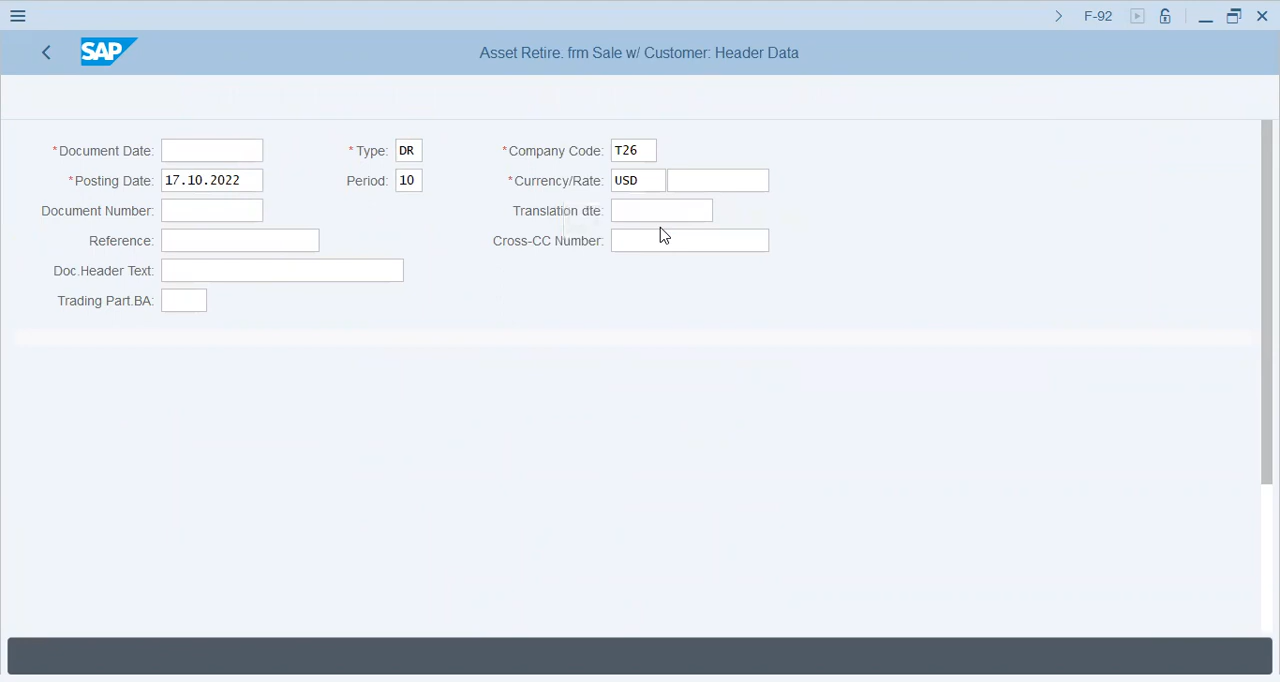 F-92
SAP
Asset Retire. frm Sale w/ Customer: Header Data
*Document Date: * Type: DR *Company Code: T26
*Posting Date: 17.10.2022 Period: 10 *Currency/Rate: USD
Document Number: Translation dte:
Reference: Cross-CC Number:
Doc.Header Text:
Trading Part.BA: